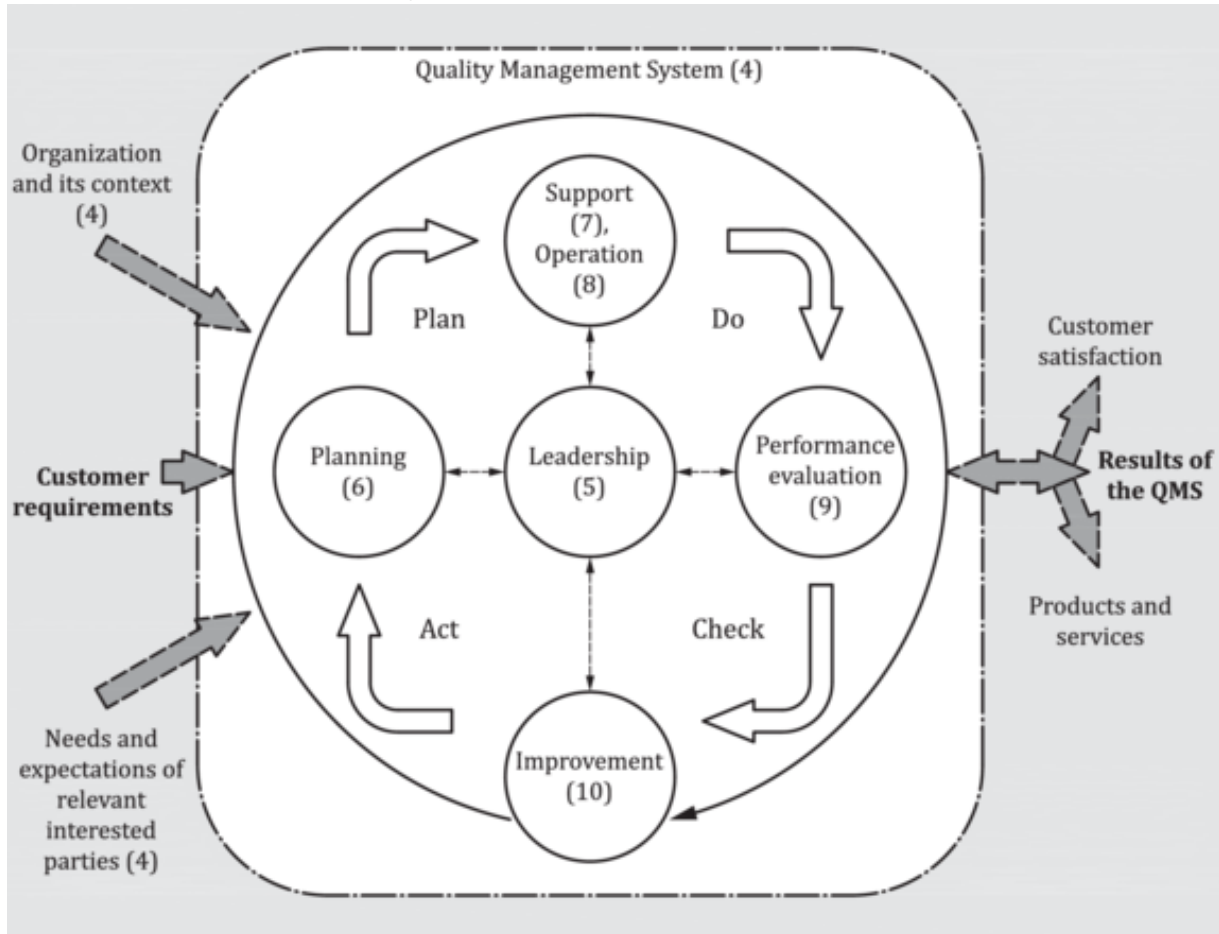 Quality Management System (4)
Organization
and its context
(4)
Support
(7),
Operation
(8)
Plan
Do
Customer
satisfaction
Planning
(6)
Leadership
(5)
Performance
evaluation
(9)
Customer
requirements
Results of
the QMS
Act
Check
Products and
services
Improvement
(10)
Needs and
expectations of
relevant
interested
parties (4)